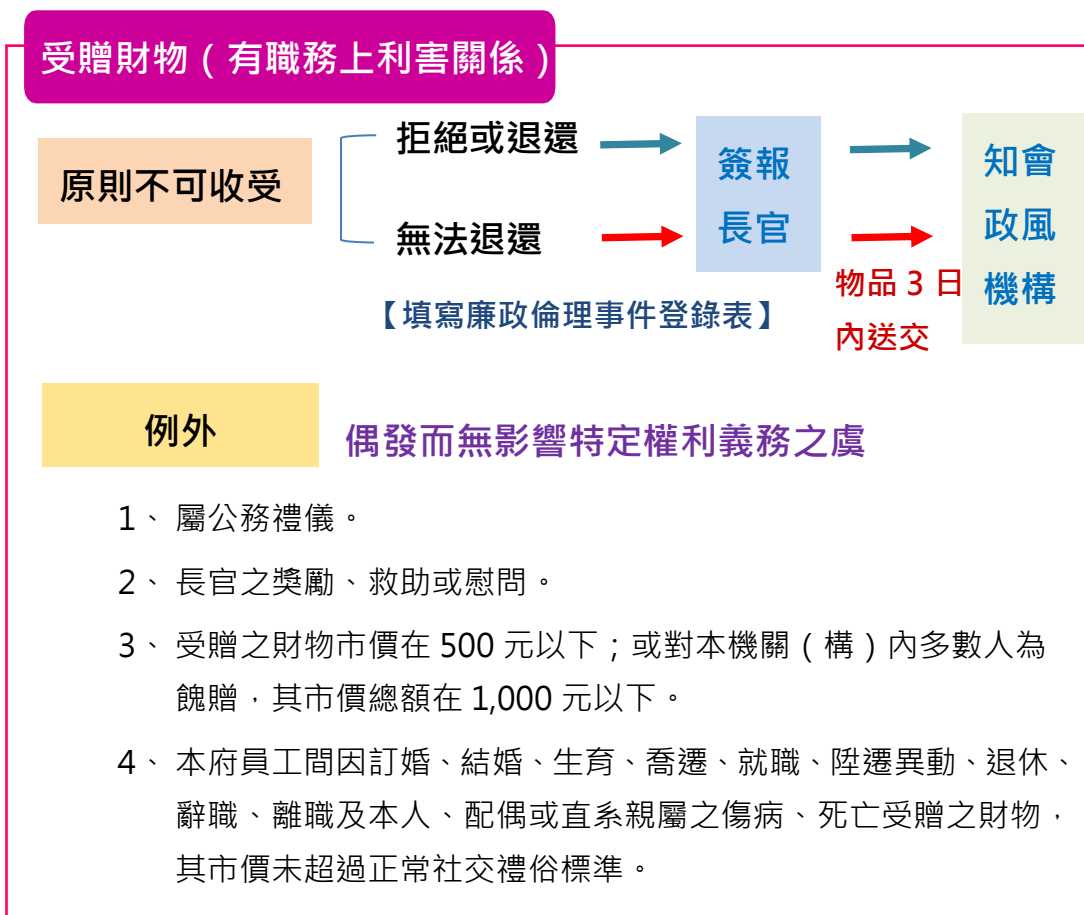 受贈財物（有職務上利害關係）
原則不可收受
拒絕或退還
無法退還
簽報
長官
知會
政風
機構
物品 3 日
內送交
【填寫廉政倫理事件登錄表】
例外
偶發而無影響特定權利義務之虞
1、 屬公務禮儀。
2、 長官之獎勵、救助或慰問。
3、 受贈之財物市價在 500 元以下；或對本機關（構）內多數人為
餽贈，其市價總額在 1,000 元以下。
4、 本府員工間因訂婚、結婚、生育、喬遷、就職、陞遷異動、退休、
辭職、離職及本人、配偶或直系親屬之傷病、死亡受贈之財物，
其市價未超過正常社交禮俗標準。